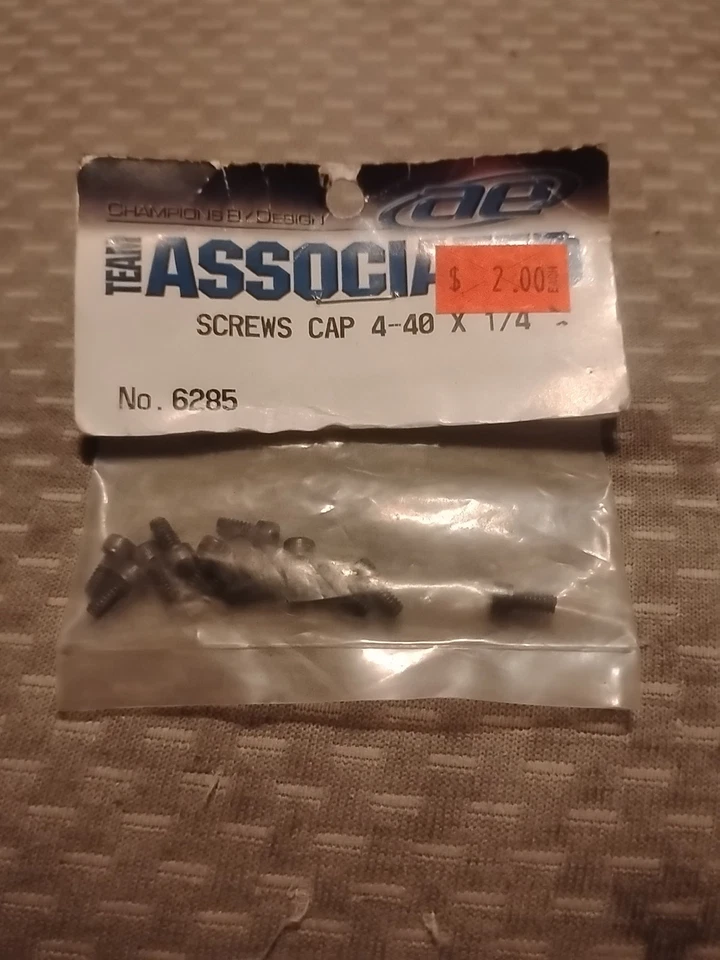 CHAMPIONS BY DESIGN
ae
TEAM ASSOCIA
$ 2.00
SCREWS CAP 4-40 X 1/4
No. 6285